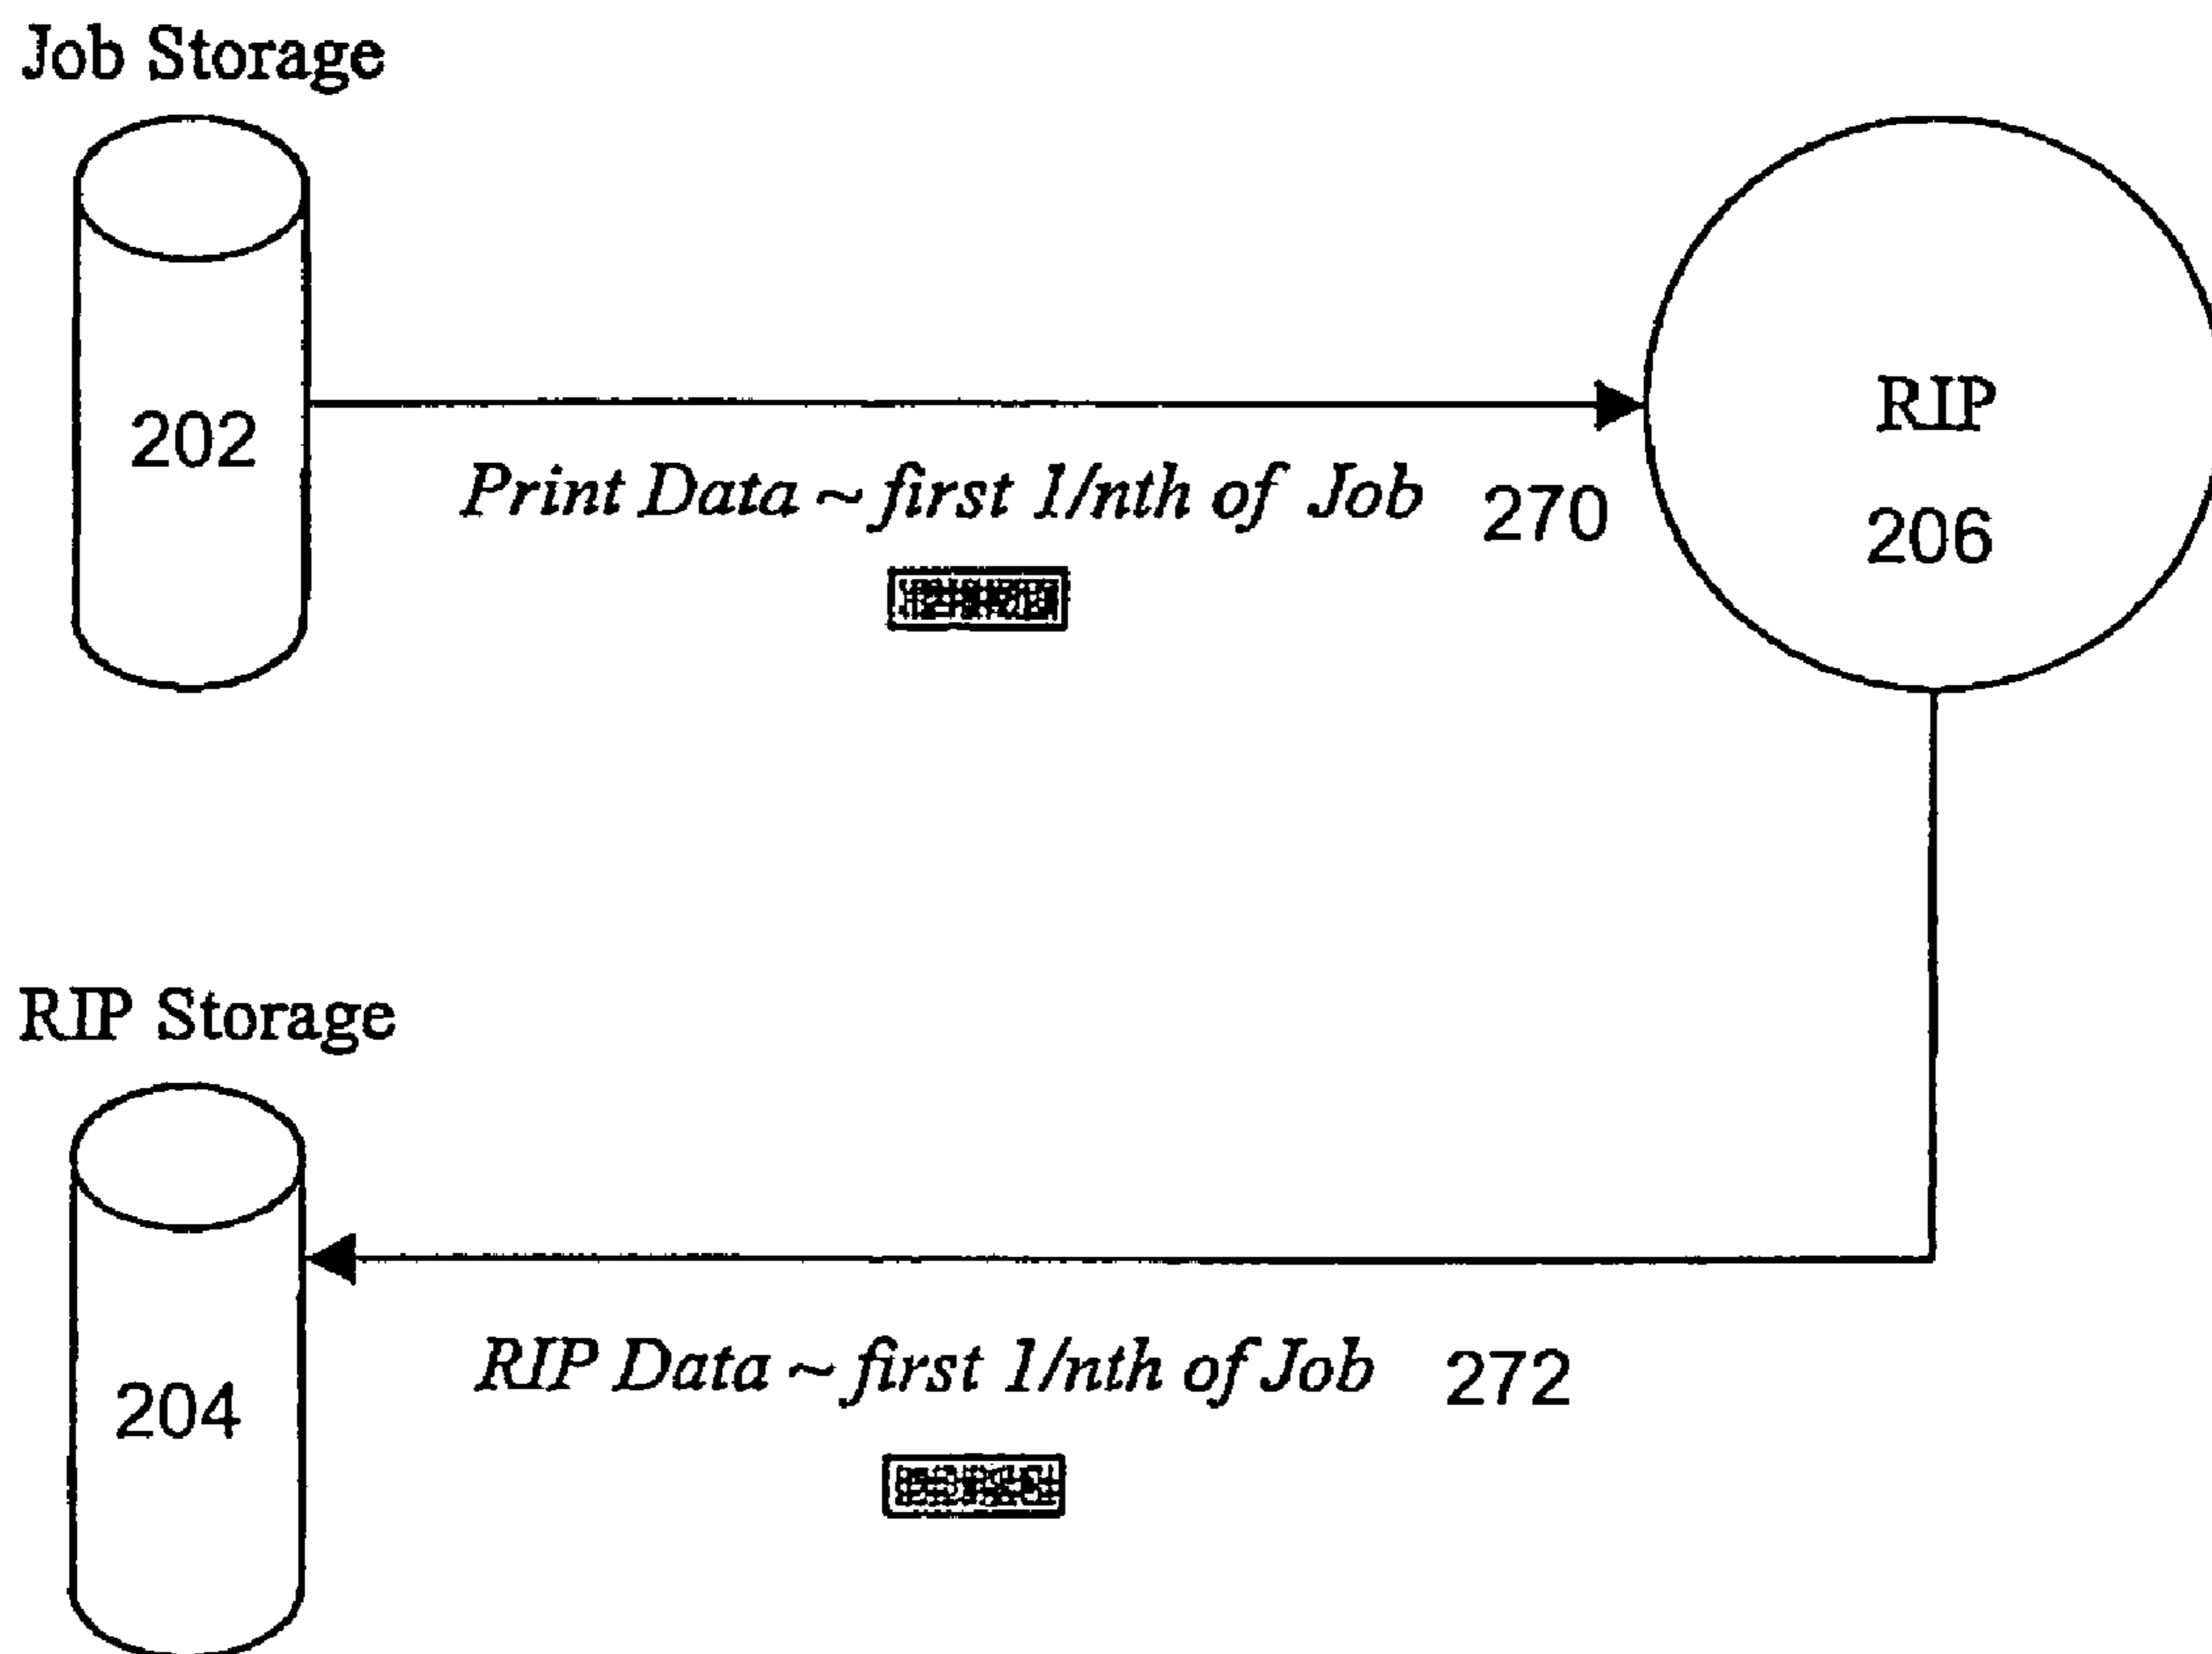 Job Storage
202
Print Data ~ first 1/nth of Job 270
RIP
206
RIP Storage
204
RIP Data ~ first 1/nth of Job 272